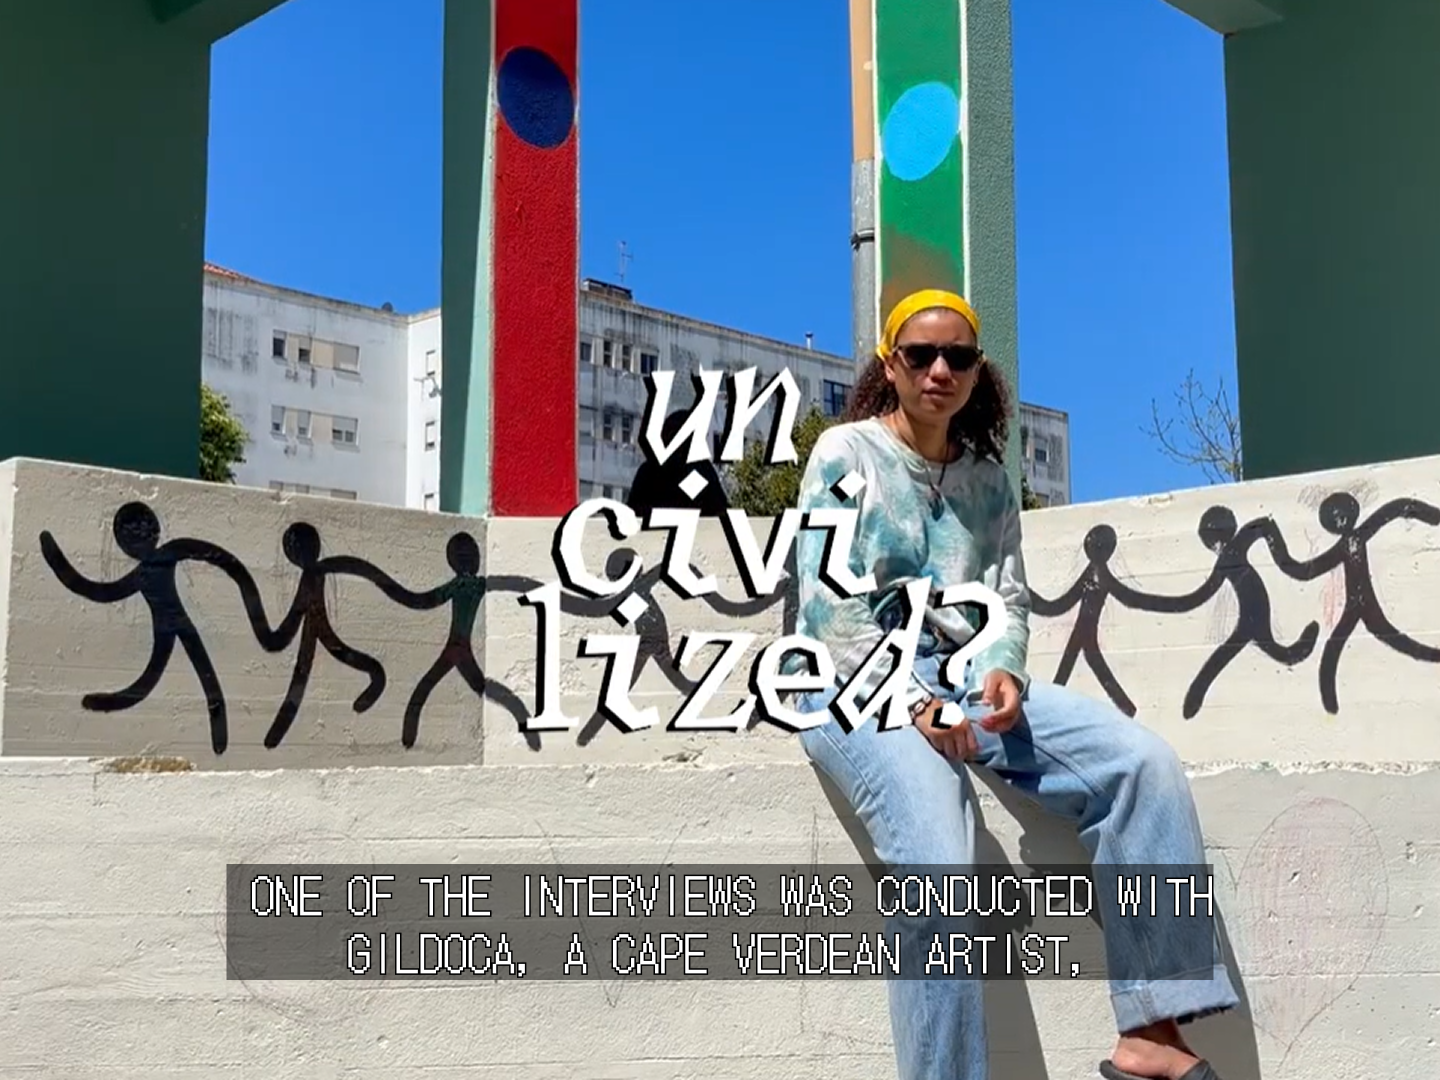 un
civi
lized?
ONE OF THE INTERVIEWS WAS CONDUCTED WITH
GILDOCA, A CAPE VERDEAN ARTIST,